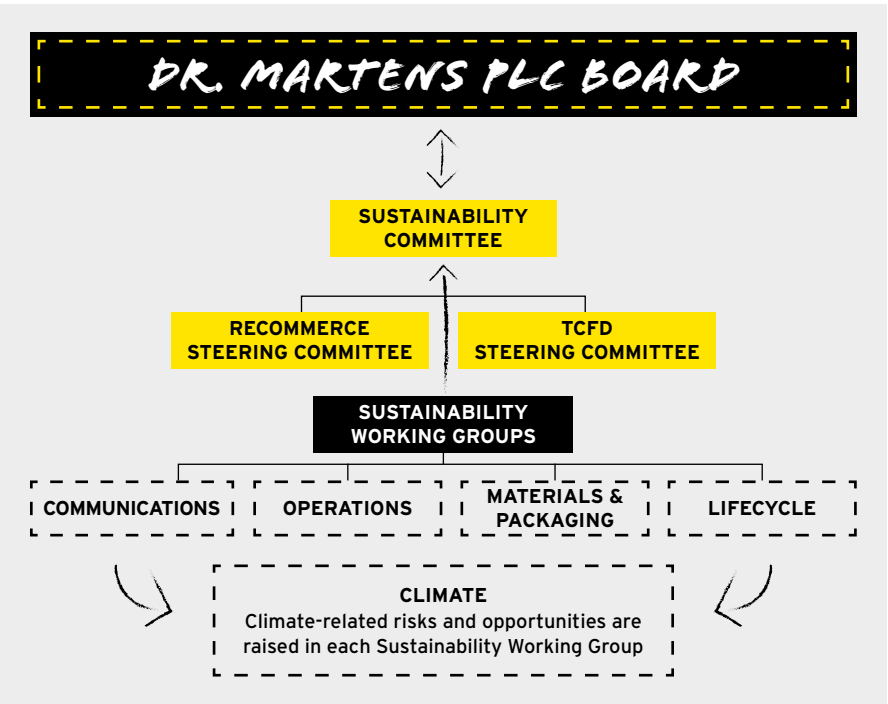 DR. MARTENS PLC BOARD
SUSTAINABILITY
COMMITTEE
RECOMMERCE
STEERING COMMITTEE
TCFD
STEERING COMMITTEE
SUSTAINABILITY
WORKING GROUPS
COMMUNICATIONS
OPERATIONS
MATERIALS &
PACKAGING
LIFECYCLE
CLIMATE
Climate-related risks and opportunities are
raised in each Sustainability Working Group